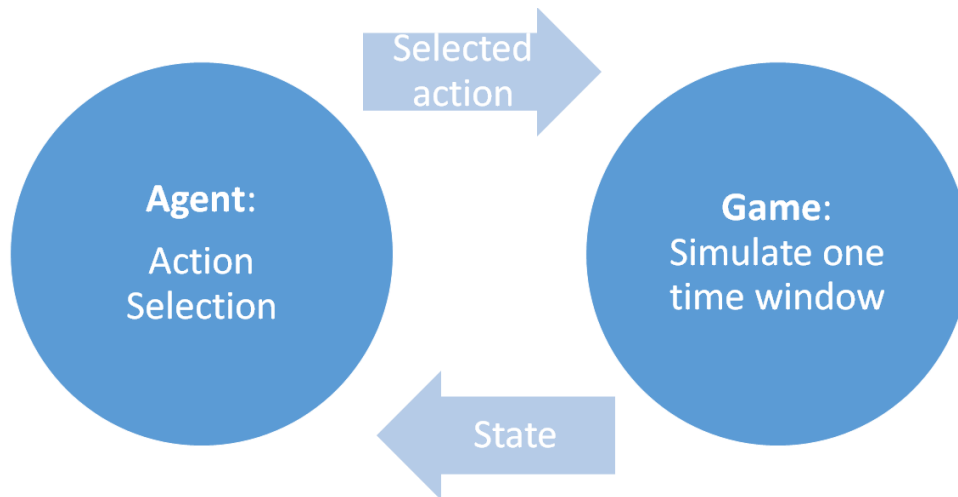 Selected
action
Agent:
Action
Selection
Game:
Simulate one
time window
State